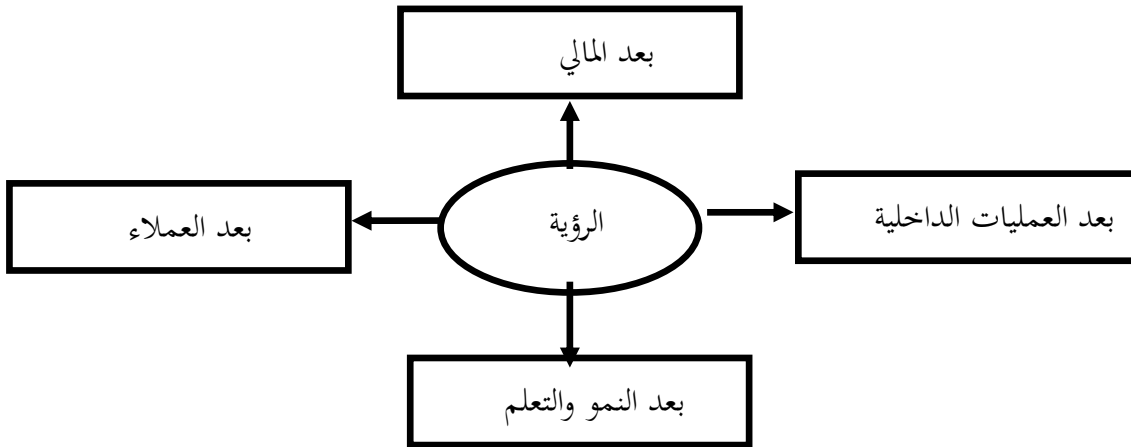 بعد المالي
بعد العمليات الداخلية
الرؤية
بعد العملاء
بعد النمو والتعلم